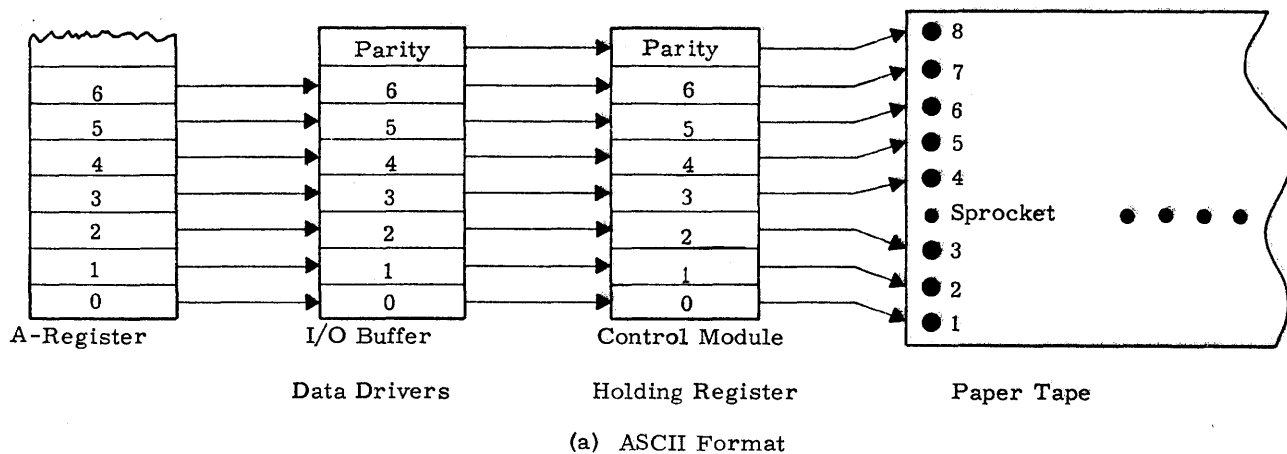 Parity Parity 8
7
6 6 6 6
5 5 5 5
4 4 4 4
3 3 3
2 2 2 Sprocket
1 1 1 3
0 0 0 2
1
A-Register I/O Buffer Control Module
Data Drivers Holding Register Paper Tape
(a) ASCII Format